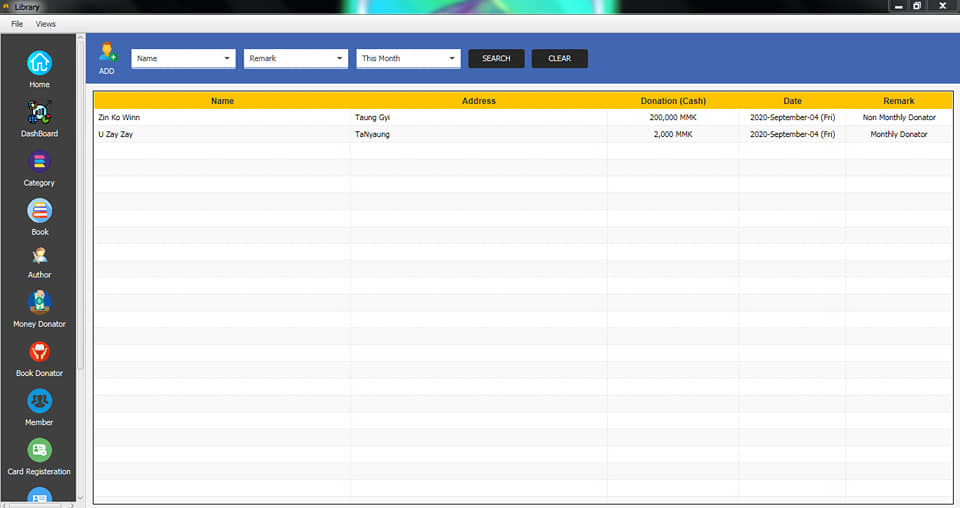 Library
File Views
Home
DashBoard
Category
Book
Author
Money Donator
Book Donator
Member
Card Registeration
ADD
Name Remark This Month SEARCH CLEAR
Name Address Donation (Cash) Date Remark
Zin Ko Winn Taung Gyi 200,000 MMK 2020-September-04 (Fri) Non Monthly Donator
U Zay Zay TaNyaung 2,000 MMK 2020-September-04 (Fri) Monthly Donator